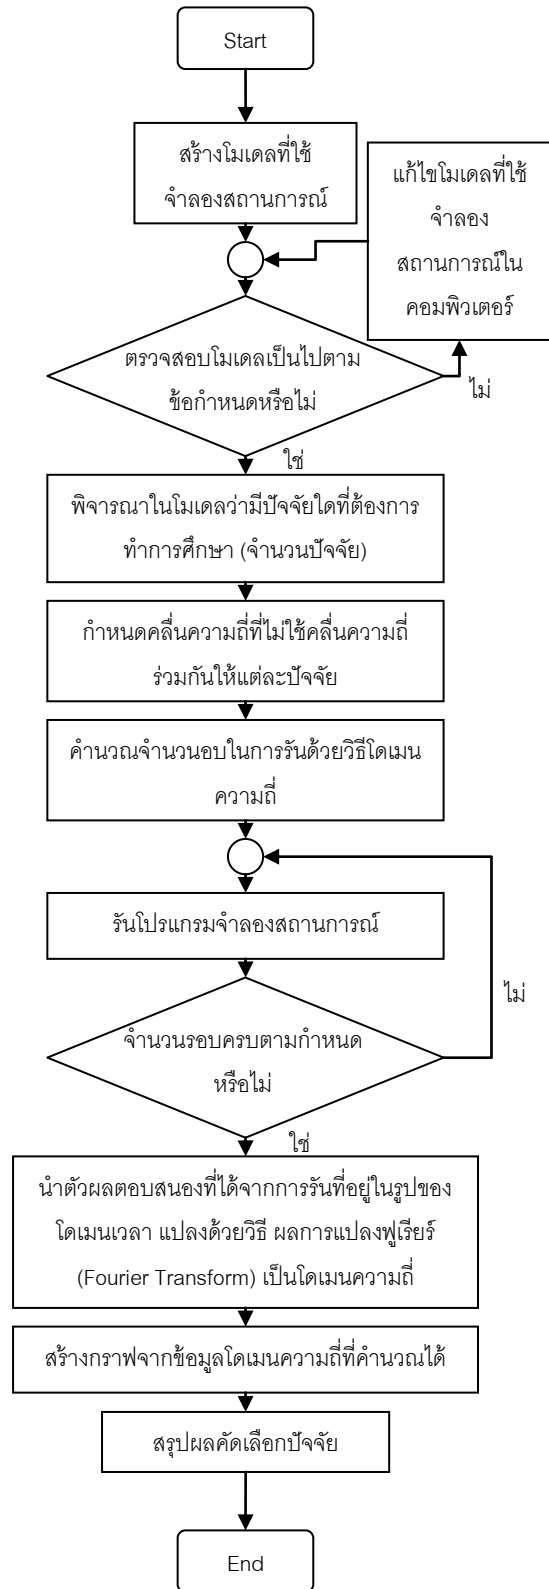 Start
สร้างโมเดลที่ใช้
จำลองสถานการณ์
แก้ไขโมเดลที่ใช้
จำลอง
สถานการณ์ใน
คอมพิวเตอร์
ตรวจสอบโมเดลเป็นไปตาม
ข้อกำหนดหรือไม่
ไม่
ใช่
พิจารณาในโมเดลว่ามีปัจจัยใดที่ต้องการ
ทำการศึกษา (จำนวนปัจจัย)
กำหนดคลื่นความถี่ที่ไม่ใช้คลื่นความถี่
ร่วมกันให้แต่ละปัจจัย
คำนวณจำนวนอบในการรันด้วยวิธีโดเมน
ความถี่
รันโปรแกรมจำลองสถานการณ์
ไม่
จำนวนรอบครบตามกำหนด
หรือไม่
ใช่
นำตัวผลตอบสนองที่ได้จากการรันที่อยู่ในรูปของ
โดเมนเวลา แปลงด้วยวิธี ผลการแปลงฟูเรียร์
(Fourier Transform) เป็นโดเมนความถี่
สร้างกราฟจากข้อมูลโดเมนความถี่ที่คำนวณได้
สรุปผลคัดเลือกปัจจัย
End